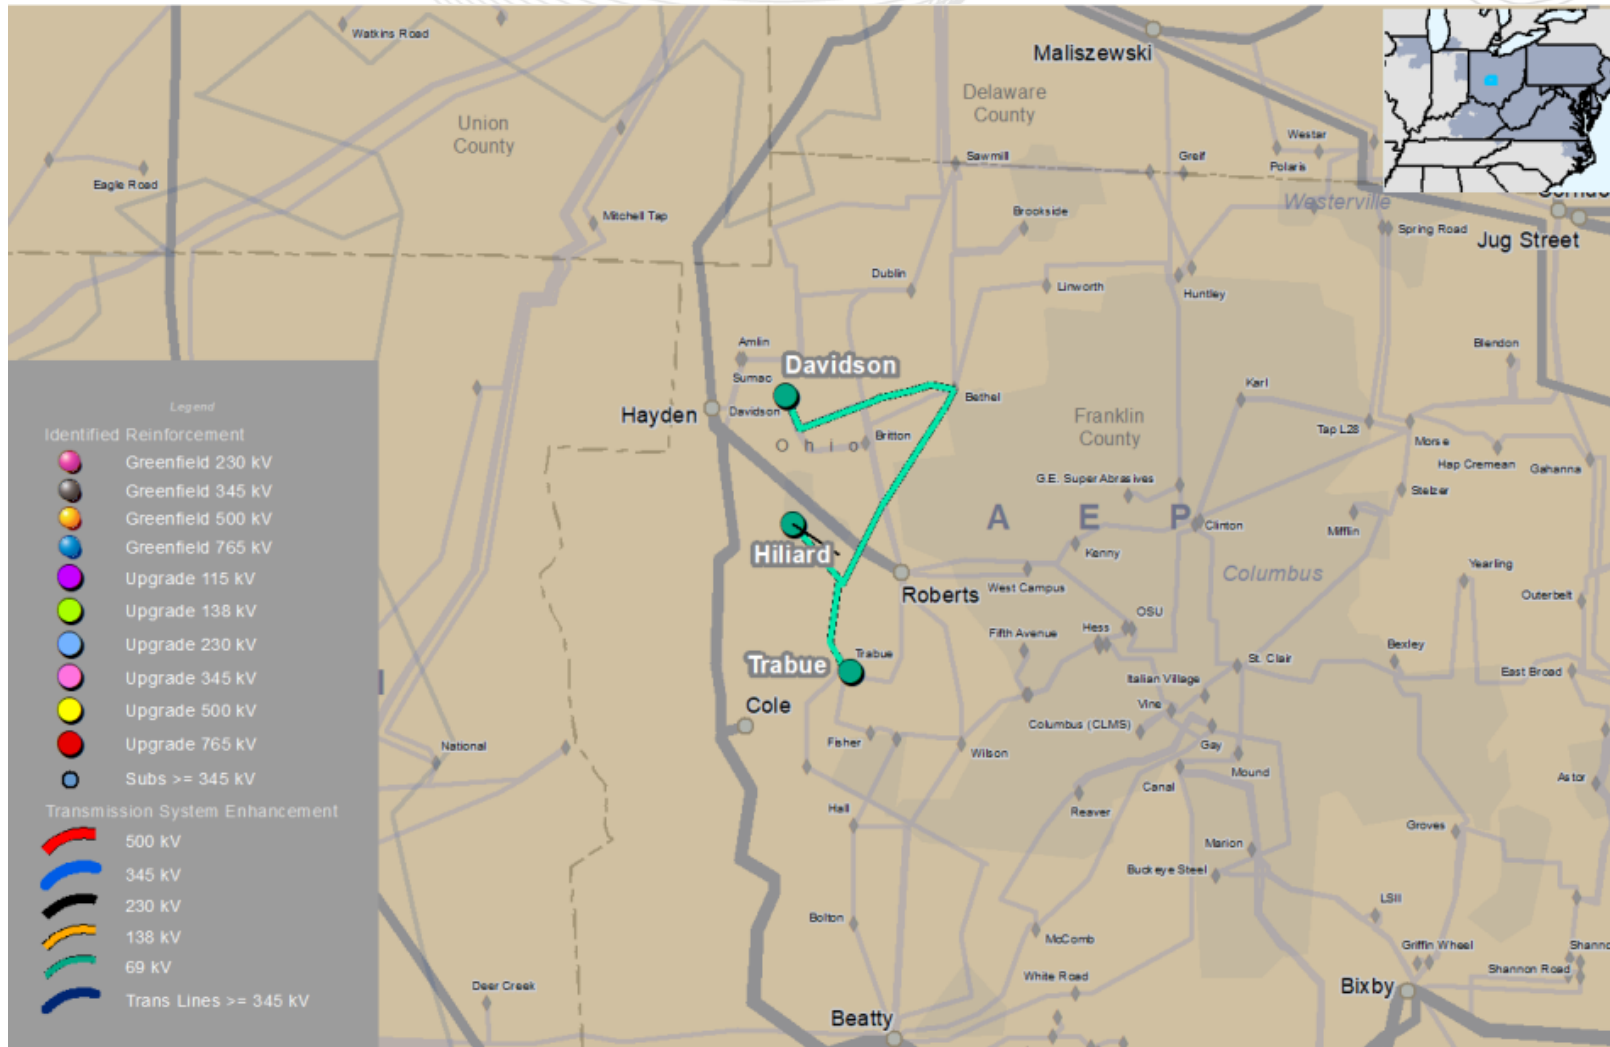 Watkins Road
Maliszewski
Delaware
County
Union
County
Westar
Sawmill
Greif
Polaris
Eagle Road
Westerville
Brookside
Mitchell Tap
Spring Road
Jug Street
Dublin
Linworth
Huntley
Amlin
Blendon
Davidson
Sumac
Karl
Bethel
Legend
Hayden
Davidson
Franklin
County
Tap L28
Identified Reinforcement
Ohio
Britton
Morse
Greenfield 230 kV
Hap Cremean
Gahanna
G.E. Super Abrasives
Greenfield 345 kV
Stelzer
Greenfield 500 kV
A E P
Clinton
Mifflin
Greenfield 765 kV
Hiliard
Kenny
Columbus
Yearling
Upgrade 115 kV
Roberts
West Campus
Outerbelt
Upgrade 138 kV
OSU
Fifth Avenue
Hess
Upgrade 230 kV
Trabue
Trabue
St. Clair
Bexley
East Broad
Upgrade 345 kV
Italian Village
Cole
Vine
Upgrade 500 kV
Columbus (CLMS)
Fisher
Gay
National
Wilson
Upgrade 765 kV
Mound
Astor
Subs >= 345 kV
Canal
Hall
Reaver
Transmission System Enhancement
Groves
500 kV
Marion
Buckeye Steel
345 kV
LSII
230 kV
Bolton
McComb
138 kV
Griffin Wheel
Shannon Road
69 kV
White Road
Deer Creek
Bixby
Trans Lines >= 345 kV
Beatty